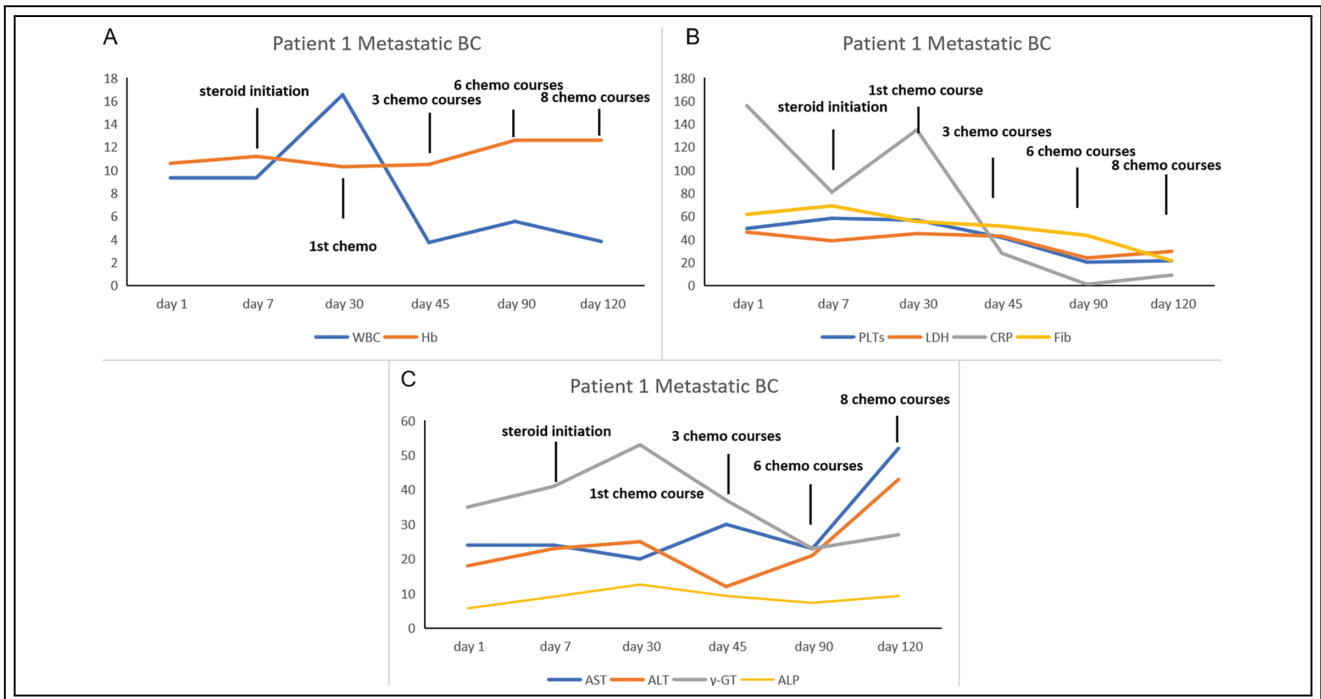 A
Patient 1 Metastatic BC
18
16
14
12
10
8
6
4
2
0
steroid initiation
1st chemo
3 chemo courses
6 chemo courses
8 chemo courses
day 1 day 7 day 30 day 45 day 90 day 120
WBC Hb
B
Patient 1 Metastatic BC
180
160
140
120
100
80
60
40
20
0
steroid initiation
1st chemo course
3 chemo courses
6 chemo courses
8 chemo courses
day 1 day 7 day 30 day 45 day 90 day 120
PLTs LDH CRP Fib
C
Patient 1 Metastatic BC
60
50
40
30
20
10
0
steroid initiation
1st chemo course
3 chemo courses
6 chemo courses
8 chemo courses
day 1 day 7 day 30 day 45 day 90 day 120
AST ALT γ-GT ALP